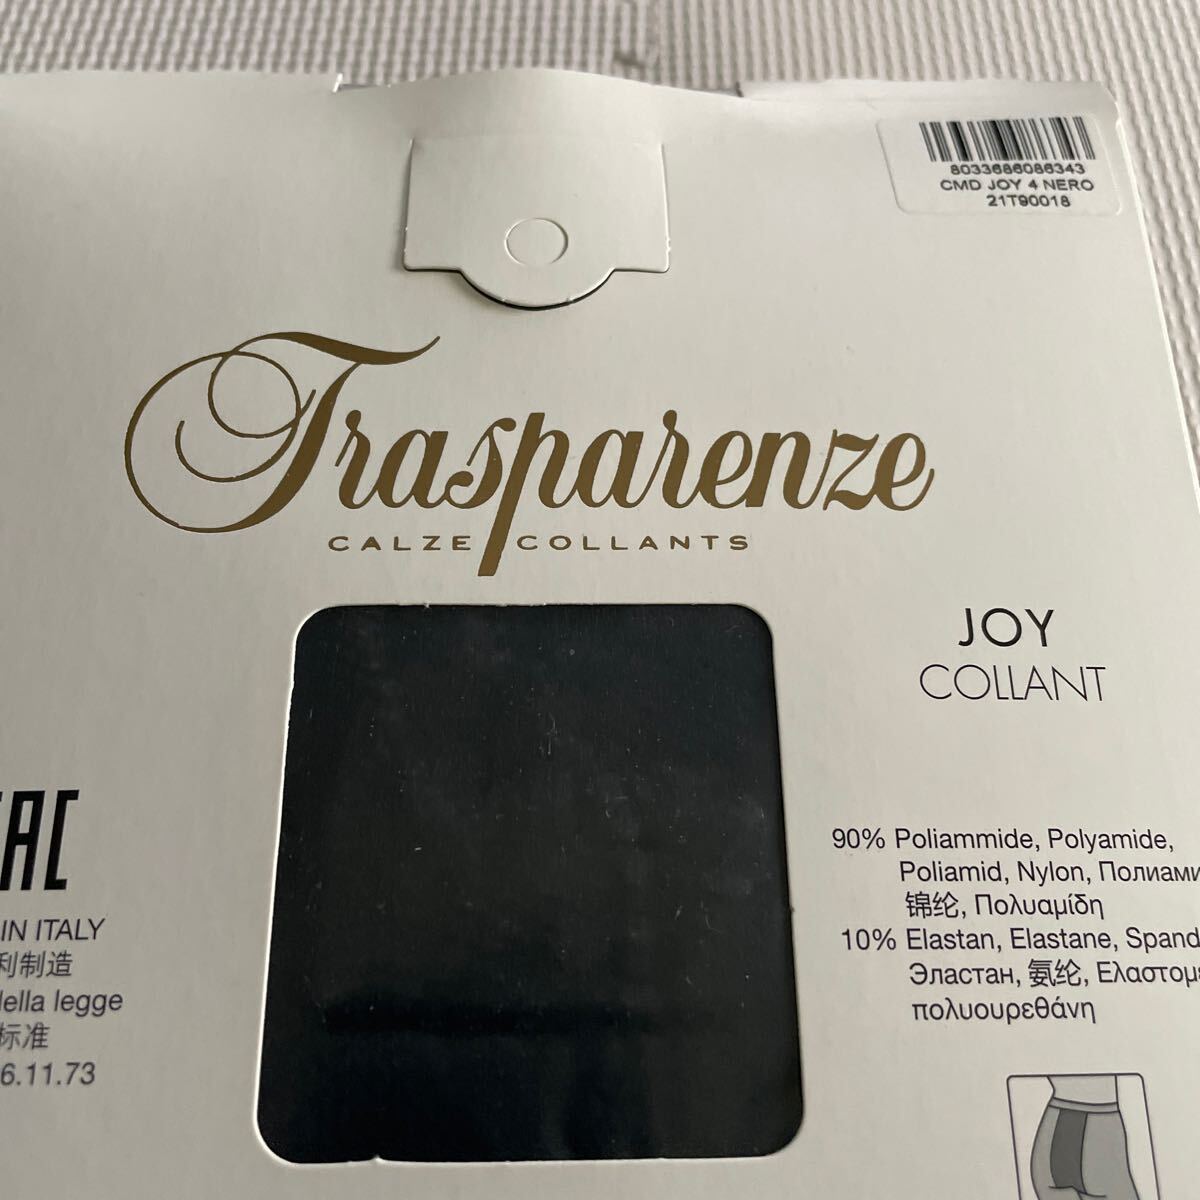 8033686086343
CMD JOY 4 NERO
21T90018
Trasparenze
CALZE COLLANTS
JOY
COLLANT
EAC
IN ITALY
利制造
della legge
标准
6.11.73
90% Poliammide, Polyamide,
Poliamid, Nylon, Полиами
锦纶, Πολυαμίδη
10% Elastan, Elastane, Spand
Эластан, 氨纶, Ελαστομε
πολυουρεθάνη